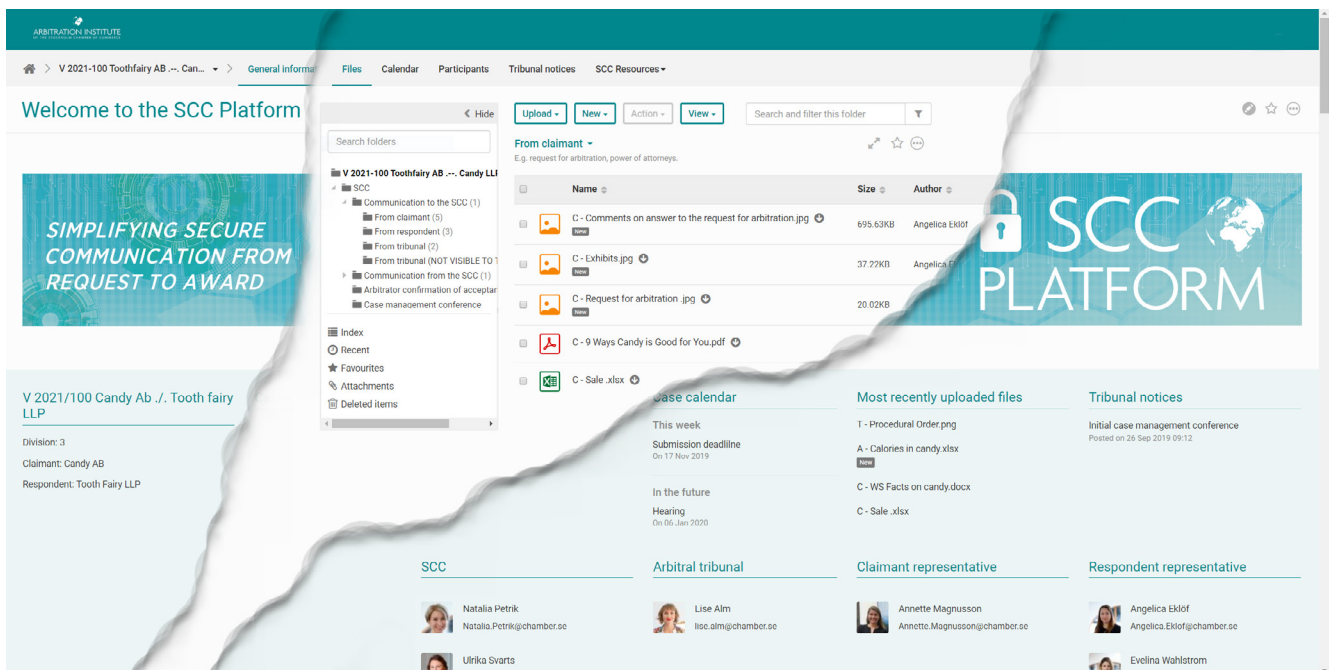 ARBITRATION INSTITUTE
OF THE STOCKHOLM CHAMBER OF COMMERCE
V 2021-100 Toothfairy AB .--. Can...
General informa
Files
Calendar
Participants
Tribunal notices
SCC Resources
Welcome to the SCC Platform
Hide
Search folders
V 2021-100 Toothfairy AB .--. Candy LLP
SCC
Communication to the SCC (1)
From claimant (5)
From respondent (3)
From tribunal (2)
From tribunal (NOT VISIBLE TO T
Communication from the SCC (1)
Arbitrator confirmation of acceptan
Case management conference
Index
Recent
Favourites
Attachments
Deleted items
Upload
New
Action
View
Search and filter this folder
From claimant
E.g. request for arbitration, power of attorneys.
Name
Size
Author
C - Comments on answer to the request for arbitration.jpg
New
695.63KB
Angelica Eklöf
C - Exhibits.jpg
New
37.22KB
Angelica E
C - Request for arbitration .jpg
New
20.02KB
C - 9 Ways Candy is Good for You.pdf
C - Sale .xlsx
SIMPLIFYING SECURE
COMMUNICATION FROM
REQUEST TO AWARD
SCC
PLATFORM
V 2021/100 Candy Ab ./. Tooth fairy
LLP
Division: 3
Claimant: Candy AB
Respondent: Tooth Fairy LLP
Case calendar
This week
Submission deadlilne
On 17 Nov 2019
In the future
Hearing
On 06 Jan 2020
Most recently uploaded files
T - Procedural Order.png
A - Calories in candy.xlsx
New
C - WS Facts on candy.docx
C - Sale .xlsx
Tribunal notices
Initial case management conference
Posted on 26 Sep 2019 09:12
SCC
Natalia Petrik
Natalia.Petrik@chamber.se
Ulrika Svarts
Arbitral tribunal
Lise Alm
lise.alm@chamber.se
Claimant representative
Annette Magnusson
Annette.Magnusson@chamber.se
Respondent representative
Angelica Eklöf
Angelica.Eklof@chamber.se
Evelina Wahlstrom